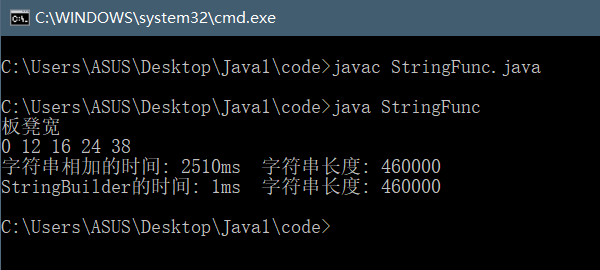 C:\WINDOWS\system32\cmd.exe
C:\Users\ASUS\Desktop\Java1\code>javac StringFunc.java
C:\Users\ASUS\Desktop\Java1\code>java StringFunc
板凳宽
0 12 16 24 38
字符串相加的时间: 2510ms  字符串长度: 460000
StringBuilder的时间: 1ms  字符串长度: 460000
C:\Users\ASUS\Desktop\Java1\code>